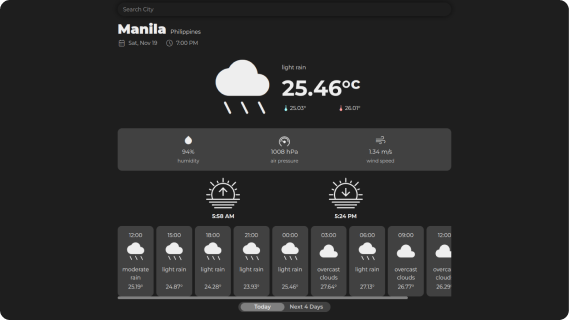 Search City
Manila Philippines
Sat, Nov 19 7:00 PM
light rain
25.46°C
25.03° 26.01°
94% 1008 hPa 1.34 m/s
humidity air pressure wind speed
5:58 AM 5:24 PM
12:00 15:00 18:00 21:00 00:00 03:00 06:00 09:00 12:00
moderate rain light rain light rain light rain light rain overcast clouds light rain overcast clouds overca clou
25.19° 24.87° 24.28° 23.93° 25.46° 27.64° 27.13° 26.77° 26.29
Today Next 4 Days